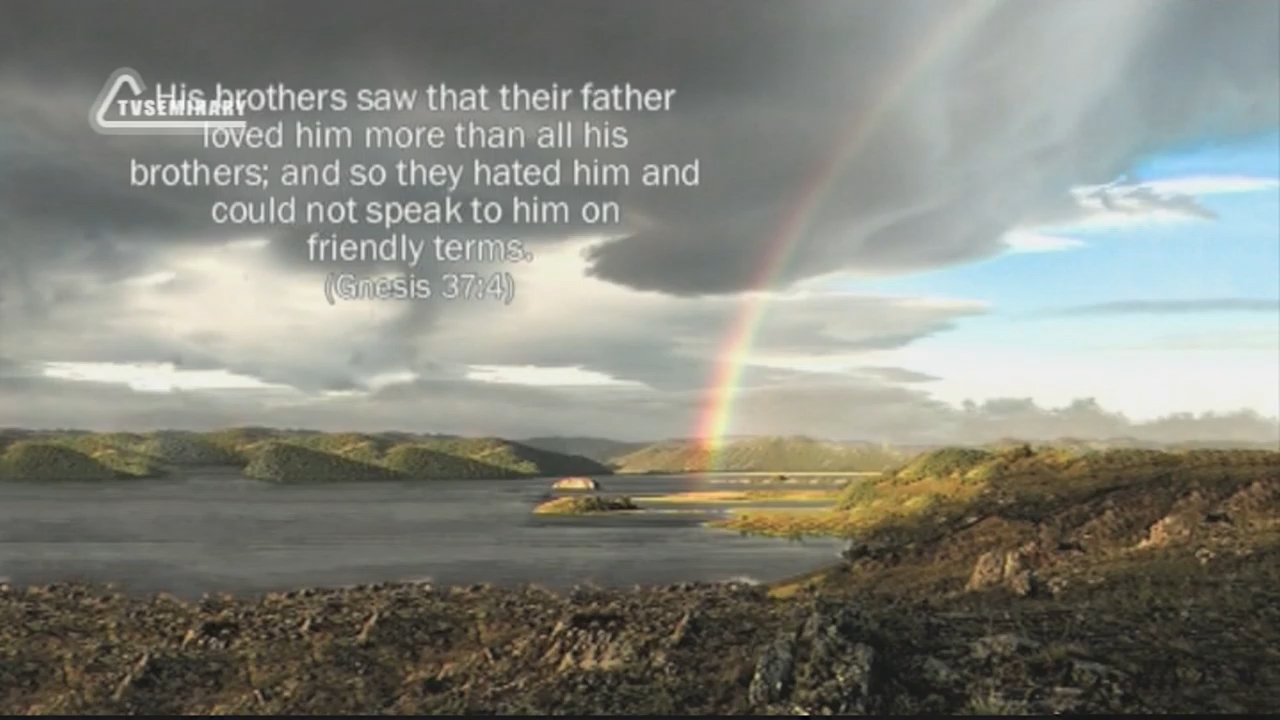 TVSEMINARY
His brothers saw that their father
loved him more than all his
brothers; and so they hated him and
could not speak to him on
friendly terms.
(Gnesis 37:4)